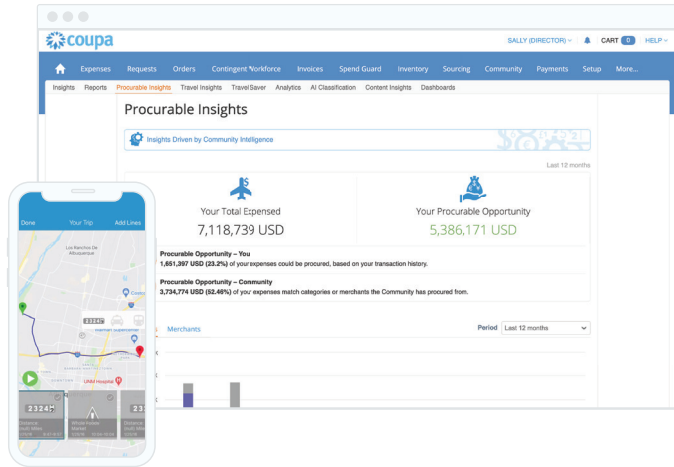 coupa
SALLY (DIRECTOR) CART 0 HELP
Expenses Requests Orders Contingent Workforce Invoices Spend Guard Inventory Sourcing Community Payments Setup More...
Insights Reports Procurable Insights Travel Insights TravelSaver Analytics AI Classification Content Insights Dashboards
Procurable Insights
Insights Driven by Community Intelligence
Last 12 months
Your Total Expensed
7,118,739 USD
Your Procurable Opportunity
5,386,171 USD
Procurable Opportunity – You
1,651,397 USD (23.2%) of your expenses could be procured, based on your transaction history.
Procurable Opportunity – Community
3,734,774 USD (52.46%) of your expenses match categories or merchants the Community has procured from.
Merchants
Period Last 12 months
Done Your Trip Add Lines
Los Ranchos De
Albuquerque
UNM Hospital
Distance
Whole Foods
Market
Distance